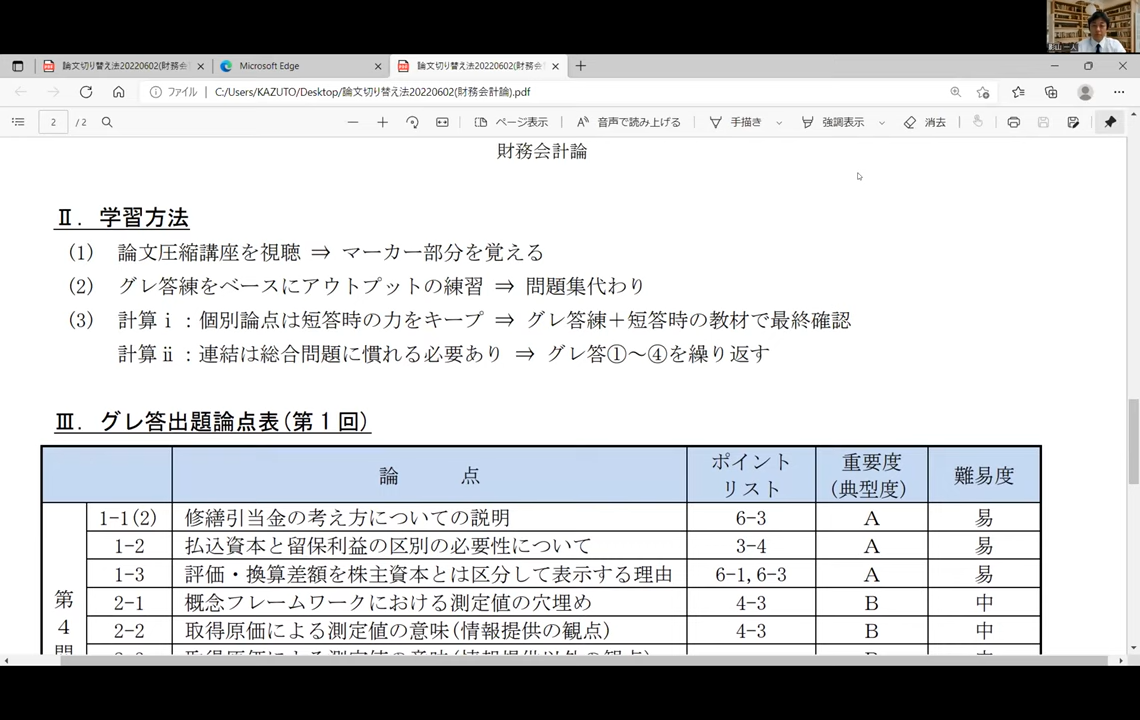 影山 一人
論文切り替え法20220602(財務会
Microsoft Edge
論文切り替え法20220602(財務会
ファイル C:/Users/KAZUTO/Desktop/論文切り替え法20220602(財務会計論).pdf
2 / 2 ページ表示 音声で読み上げる 手描き 強調表示 消去
財務会計論
Ⅱ. 学習方法
(1) 論文圧縮講座を視聴 ⇒ マーカー部分を覚える
(2) グレ答練をベースにアウトプットの練習 ⇒ 問題集代わり
(3) 計算ⅰ:個別論点は短答時の力をキープ ⇒ グレ答練+短答時の教材で最終確認
計算ⅱ:連結は総合問題に慣れる必要あり ⇒ グレ答①~④を繰り返す
Ⅲ. グレ答出題論点表(第1回)
論 点 ポイントリスト 重要度(典型度) 難易度
第4問
1-1(2) 修繕引当金の考え方についての説明 6-3 A 易
1-2 払込資本と留保利益の区別の必要性について 3-4 A 易
1-3 評価・換算差額を株主資本とは区分して表示する理由 6-1,6-3 A 易
2-1 概念フレームワークにおける測定値の穴埋め 4-3 B 中
2-2 取得原価による測定値の意味(情報提供の観点) 4-3 B 中